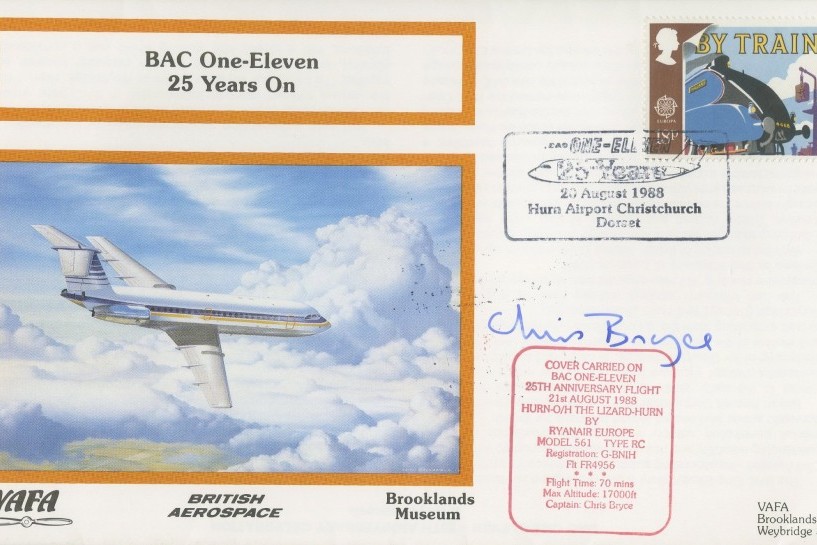 BAC One-Eleven
25 Years On
BY TRAIN
EUROPA
18P
BAC ONE-ELEVEN
25 Years
20 August 1988
Hurn Airport Christchurch
Dorset
Chris Bryce
COVER CARRIED ON
BAC ONE-ELEVEN
25TH ANNIVERSARY FLIGHT
21st AUGUST 1988
HURN-O/H THE LIZARD-HURN
BY
RYANAIR EUROPE
MODEL 561 TYPE RC
Registration: G-BNIH
Flt FR4956
* * *
Flight Time: 70 mins
Max Altitude: 17000ft
Captain: Chris Bryce
VAFA
BRITISH
AEROSPACE
Brooklands
Museum
VAFA
Brooklands
Weybridge